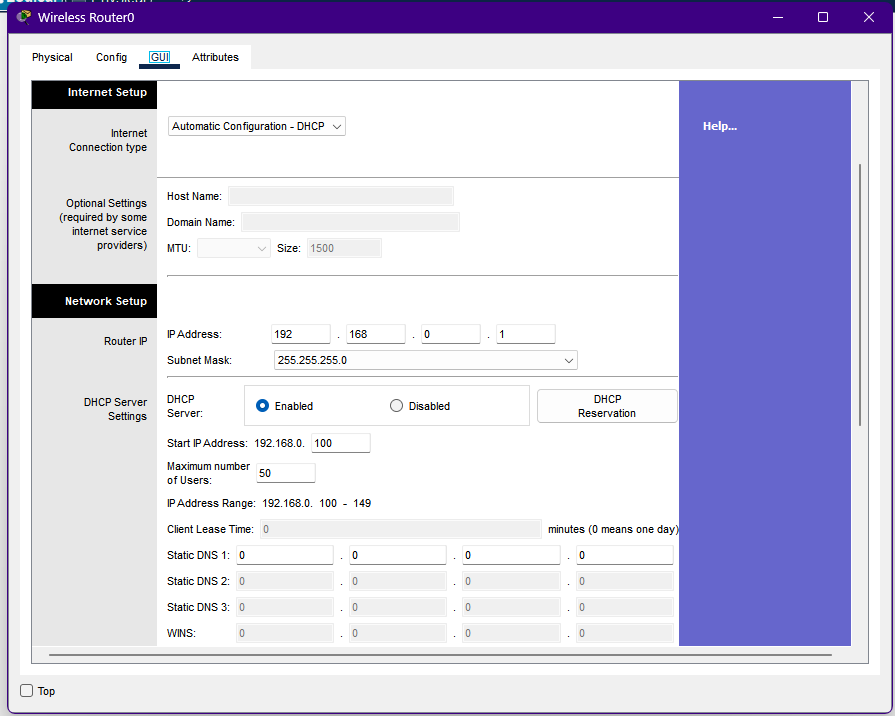 Wireless Router0
Physical Config GUI Attributes
Internet Setup
Internet
Connection type
Automatic Configuration - DHCP
Help...
Optional Settings
(required by some
internet service
providers)
Host Name:
Domain Name:
MTU: Size: 1500
Network Setup
Router IP
IP Address: 192 . 168 . 0 . 1
Subnet Mask: 255.255.255.0
DHCP Server
Settings
DHCP
Server:
Enabled Disabled
DHCP
Reservation
Start IP Address: 192.168.0. 100
Maximum number
of Users:
50
IP Address Range: 192.168.0. 100 - 149
Client Lease Time: 0 minutes (0 means one day)
Static DNS 1: 0 . 0 . 0 . 0
Static DNS 2: 0 . 0 . 0 . 0
Static DNS 3: 0 . 0 . 0 . 0
WINS: 0 . 0 . 0 . 0
Top